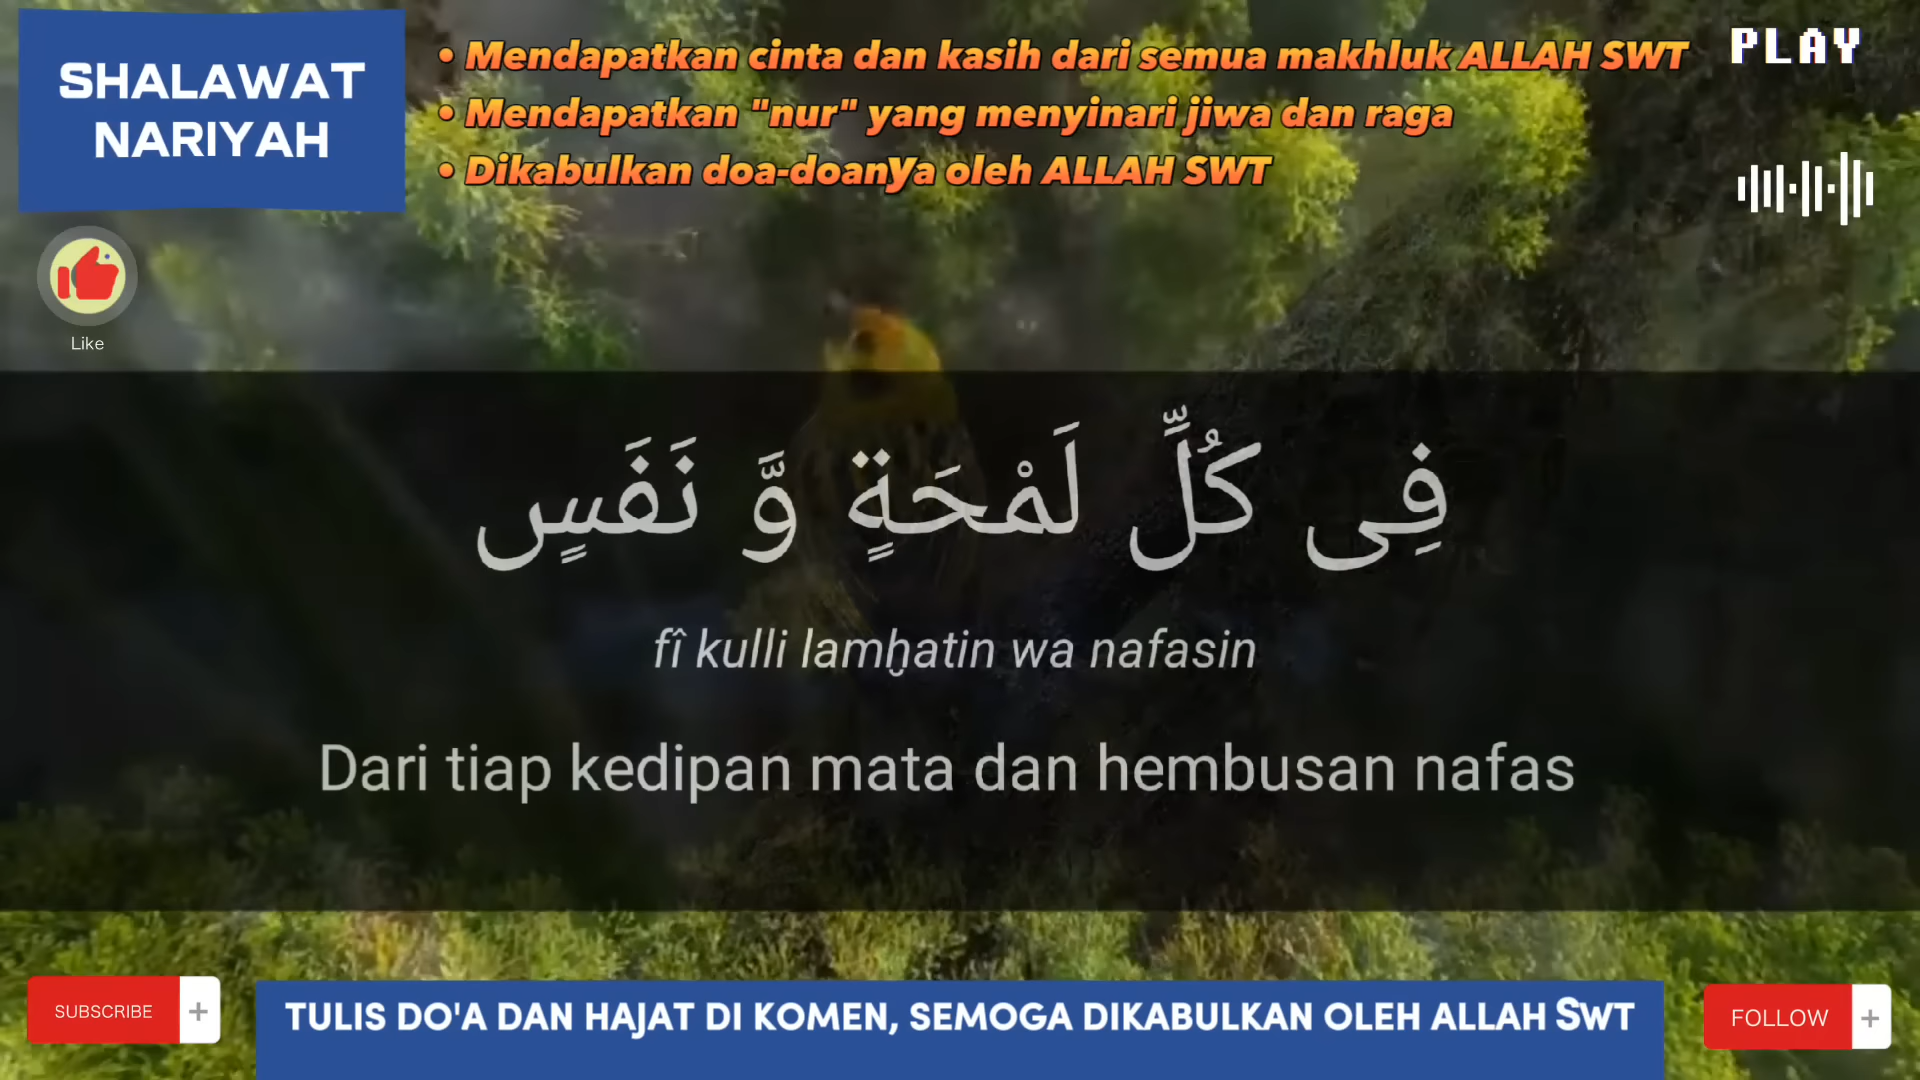 SHALAWAT
NARIYAH
• Mendapatkan cinta dan kasih dari semua makhluk ALLAH SWT
• Mendapatkan "nur" yang menyinari jiwa dan raga
• Dikabulkan doa-doanya oleh ALLAH SWT
PLAY
Like
فِى كُلِّ لَمْحَةٍ وَّ نَفَسٍ
fî kulli lamḫatin wa nafasin
Dari tiap kedipan mata dan hembusan nafas
SUBSCRIBE +
TULIS DO'A DAN HAJAT DI KOMEN, SEMOGA DIKABULKAN OLEH ALLAH SWT
FOLLOW +